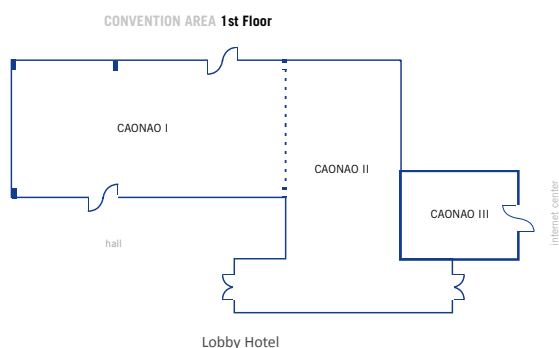 CONVENTION AREA 1st Floor
CAONAO I
CAONAO II
CAONAO III
internet center
hall
Lobby Hotel